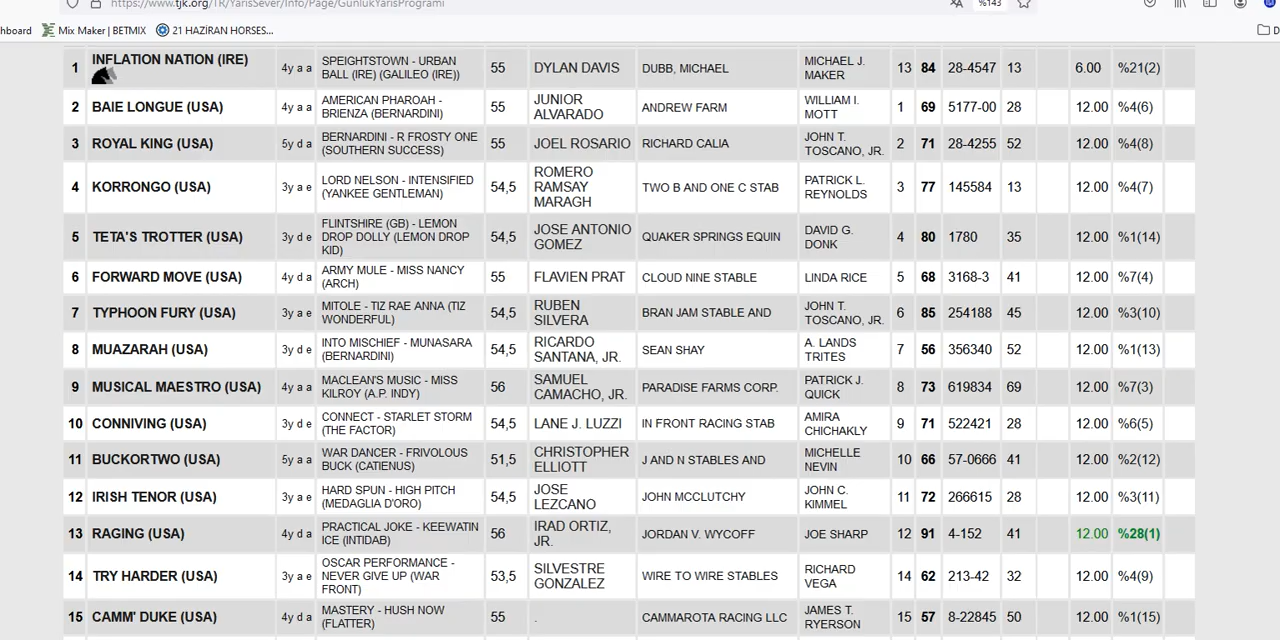 https://www.tjk.org/TR/YarisSever/Info/Page/GunlukYarisProgrami %143
hboard Mix Maker | BETMIX 21 HAZİRAN HORSES... D
1 INFLATION NATION (IRE) 4y a a SPEIGHTSTOWN - URBAN BALL (IRE) (GALILEO (IRE)) 55 DYLAN DAVIS DUBB, MICHAEL MICHAEL J. MAKER 13 84 28-4547 13 6.00 %21(2)
2 BAIE LONGUE (USA) 4y a a AMERICAN PHAROAH - BRIENZA (BERNARDINI) 55 JUNIOR ALVARADO ANDREW FARM WILLIAM I. MOTT 1 69 5177-00 28 12.00 %4(6)
3 ROYAL KING (USA) 5y d a BERNARDINI - R FROSTY ONE (SOUTHERN SUCCESS) 55 JOEL ROSARIO RICHARD CALIA JOHN T. TOSCANO, JR. 2 71 28-4255 52 12.00 %4(8)
4 KORRONGO (USA) 3y a e LORD NELSON - INTENSIFIED (YANKEE GENTLEMAN) 54,5 ROMERO RAMSAY MARAGH TWO B AND ONE C STAB PATRICK L. REYNOLDS 3 77 145584 13 12.00 %4(7)
5 TETA'S TROTTER (USA) 3y d e FLINTSHIRE (GB) - LEMON DROP DOLLY (LEMON DROP KID) 54,5 JOSE ANTONIO GOMEZ QUAKER SPRINGS EQUIN DAVID G. DONK 4 80 1780 35 12.00 %1(14)
6 FORWARD MOVE (USA) 4y d a ARMY MULE - MISS NANCY (ARCH) 55 FLAVIEN PRAT CLOUD NINE STABLE LINDA RICE 5 68 3168-3 41 12.00 %7(4)
7 TYPHOON FURY (USA) 3y a e MITOLE - TIZ RAE ANNA (TIZ WONDERFUL) 54,5 RUBEN SILVERA BRAN JAM STABLE AND JOHN T. TOSCANO, JR. 6 85 254188 45 12.00 %3(10)
8 MUAZARAH (USA) 3y d e INTO MISCHIEF - MUNASARA (BERNARDINI) 54,5 RICARDO SANTANA, JR. SEAN SHAY A. LANDS TRITES 7 56 356340 52 12.00 %1(13)
9 MUSICAL MAESTRO (USA) 4y a a MACLEAN'S MUSIC - MISS KILROY (A.P. INDY) 56 SAMUEL CAMACHO, JR. PARADISE FARMS CORP. PATRICK J. QUICK 8 73 619834 69 12.00 %7(3)
10 CONNIVING (USA) 3y d e CONNECT - STARLET STORM (THE FACTOR) 54,5 LANE J. LUZZI IN FRONT RACING STAB AMIRA CHICHAKLY 9 71 522421 28 12.00 %6(5)
11 BUCKORTWO (USA) 5y a a WAR DANCER - FRIVOLOUS BUCK (CATIENUS) 51,5 CHRISTOPHER ELLIOTT J AND N STABLES AND MICHELLE NEVIN 10 66 57-0666 41 12.00 %2(12)
12 IRISH TENOR (USA) 3y a e HARD SPUN - HIGH PITCH (MEDAGLIA D'ORO) 54,5 JOSE LEZCANO JOHN MCCLUTCHY JOHN C. KIMMEL 11 72 266615 28 12.00 %3(11)
13 RAGING (USA) 4y d a PRACTICAL JOKE - KEEWATIN ICE (INTIDAB) 56 IRAD ORTIZ, JR. JORDAN V. WYCOFF JOE SHARP 12 91 4-152 41 12.00 %28(1)
14 TRY HARDER (USA) 3y a e OSCAR PERFORMANCE - NEVER GIVE UP (WAR FRONT) 53,5 SILVESTRE GONZALEZ WIRE TO WIRE STABLES RICHARD VEGA 14 62 213-42 32 12.00 %4(9)
15 CAMM' DUKE (USA) 4y d a MASTERY - HUSH NOW (FLATTER) 55 . CAMMAROTA RACING LLC JAMES T. RYERSON 15 57 8-22845 50 12.00 %1(15)